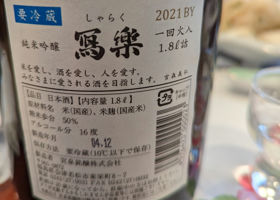 要冷蔵
しゃらく
2021BY
純米吟醸
寫樂
一回火入
1.8ℓ詰
米を愛し、酒を愛し、人を愛す。
みなさまに愛される酒を目指します。
【品目】日本酒【内容量】1.8ℓ
原材料名 米(国産)、米麹(国産米)
精米歩合 50%
アルコール分 16度
製造年月 04.12
保存方法 要冷蔵(10℃以下で保存)
宮泉銘醸株式会社